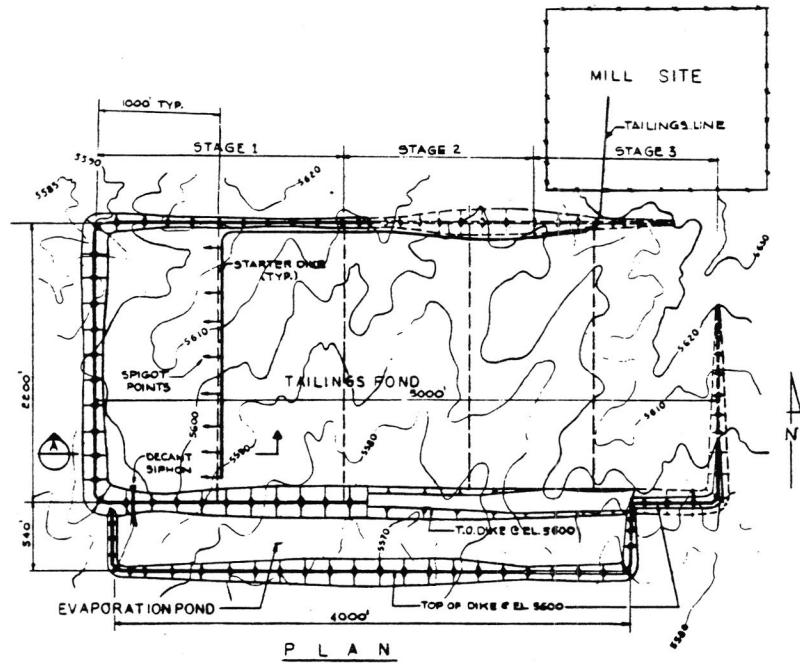 MILL SITE
TAILINGS LINE
1000' TYP.
STAGE 1
STAGE 2
STAGE 3
5590
5585
5620
STARTER DIKE
(TYP.)
5630
5620
5610
SPIGOT
POINTS
TAILINGS POND
5000'
5610
2200'
5600
5590
5580
A
DECANT
SIPHON
N
T.O. DIKE @ EL. 5600
340'
5570
EVAPORATION POND
TOP OF DIKE @ EL 5600
4000'
5580
PLAN